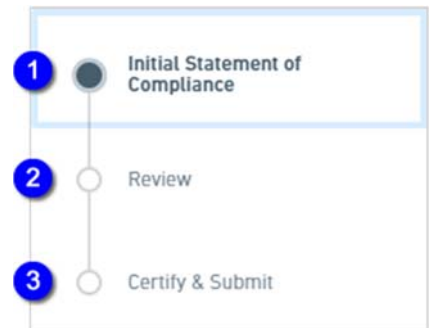 1
Initial Statement of
Compliance
2
Review
3
Certify & Submit